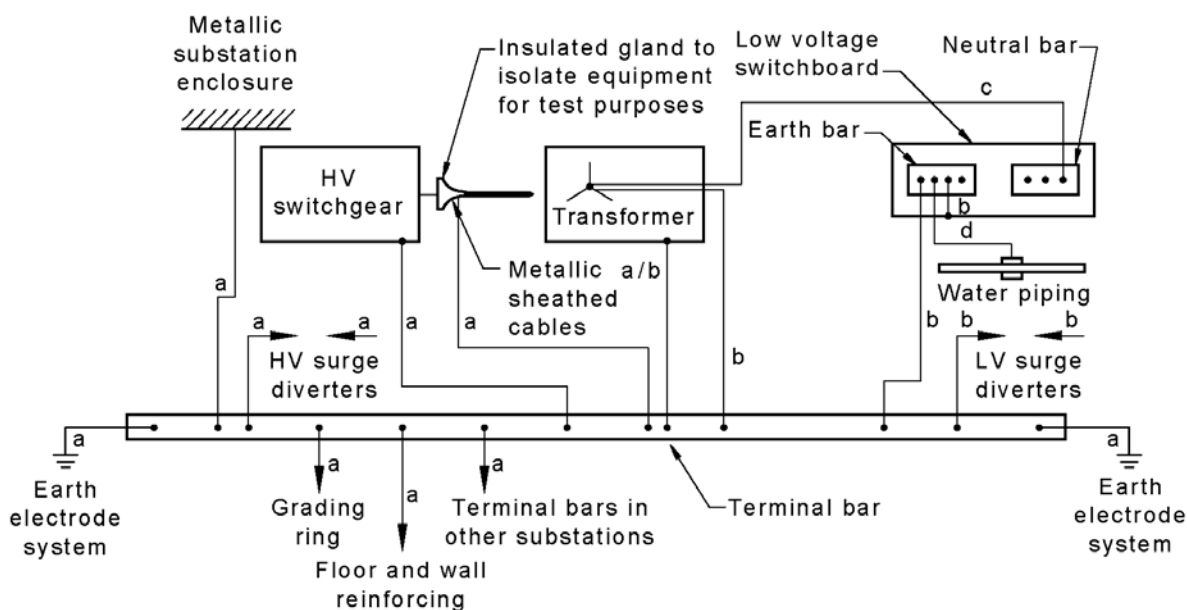 Metallic
substation
enclosure
Insulated gland to
isolate equipment
for test purposes
Low voltage
switchboard
Neutral bar
c
Earth bar
HV
switchgear
Transformer
b
d
Metallic
sheathed
cables
a/b
Water piping
a
a
a
HV surge
diverters
a
a
b
b
b
b
LV surge
diverters
a
a
Earth
electrode
system
a
Grading
ring
a
Floor and wall
reinforcing
a
Terminal bars in
other substations
Terminal bar
Earth
electrode
system